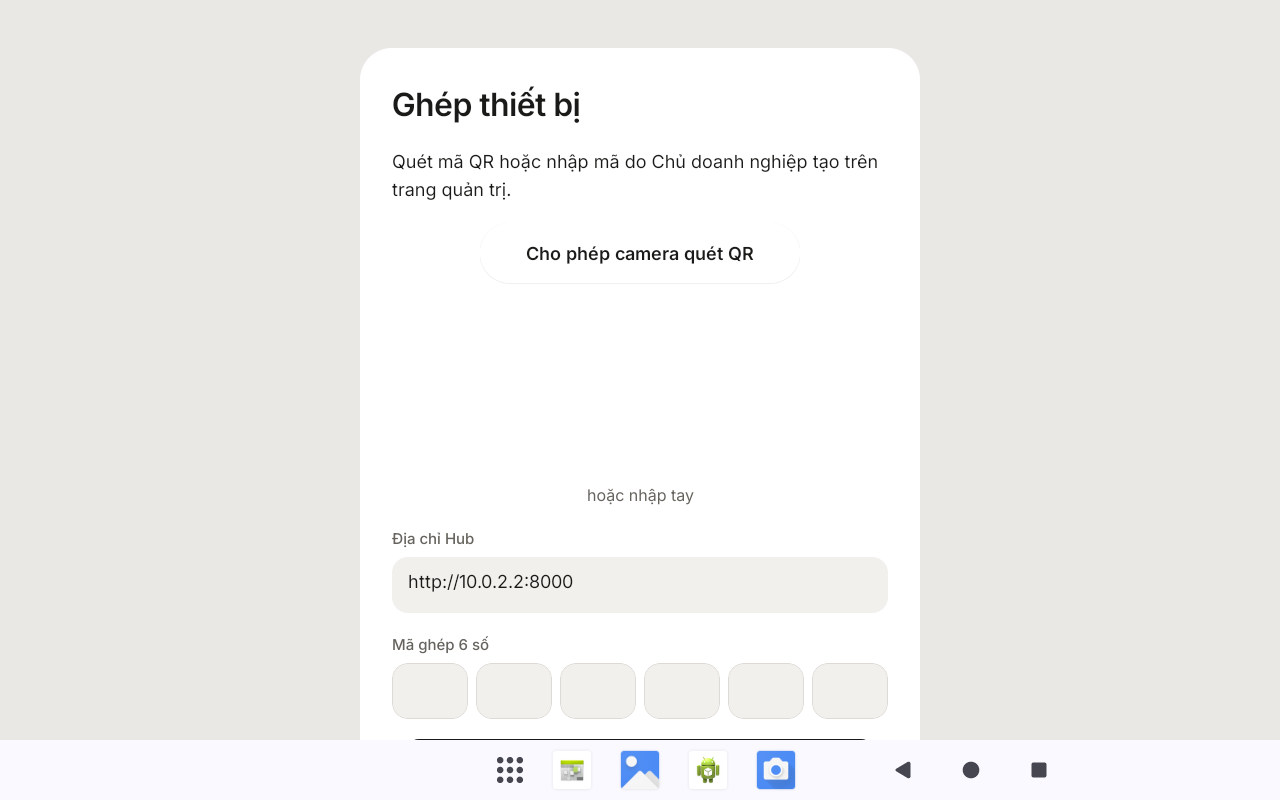 Ghép thiết bị
Quét mã QR hoặc nhập mã do Chủ doanh nghiệp tạo trên
trang quản trị.
Cho phép camera quét QR
hoặc nhập tay
Địa chỉ Hub
http://10.0.2.2:8000
Mã ghép 6 số